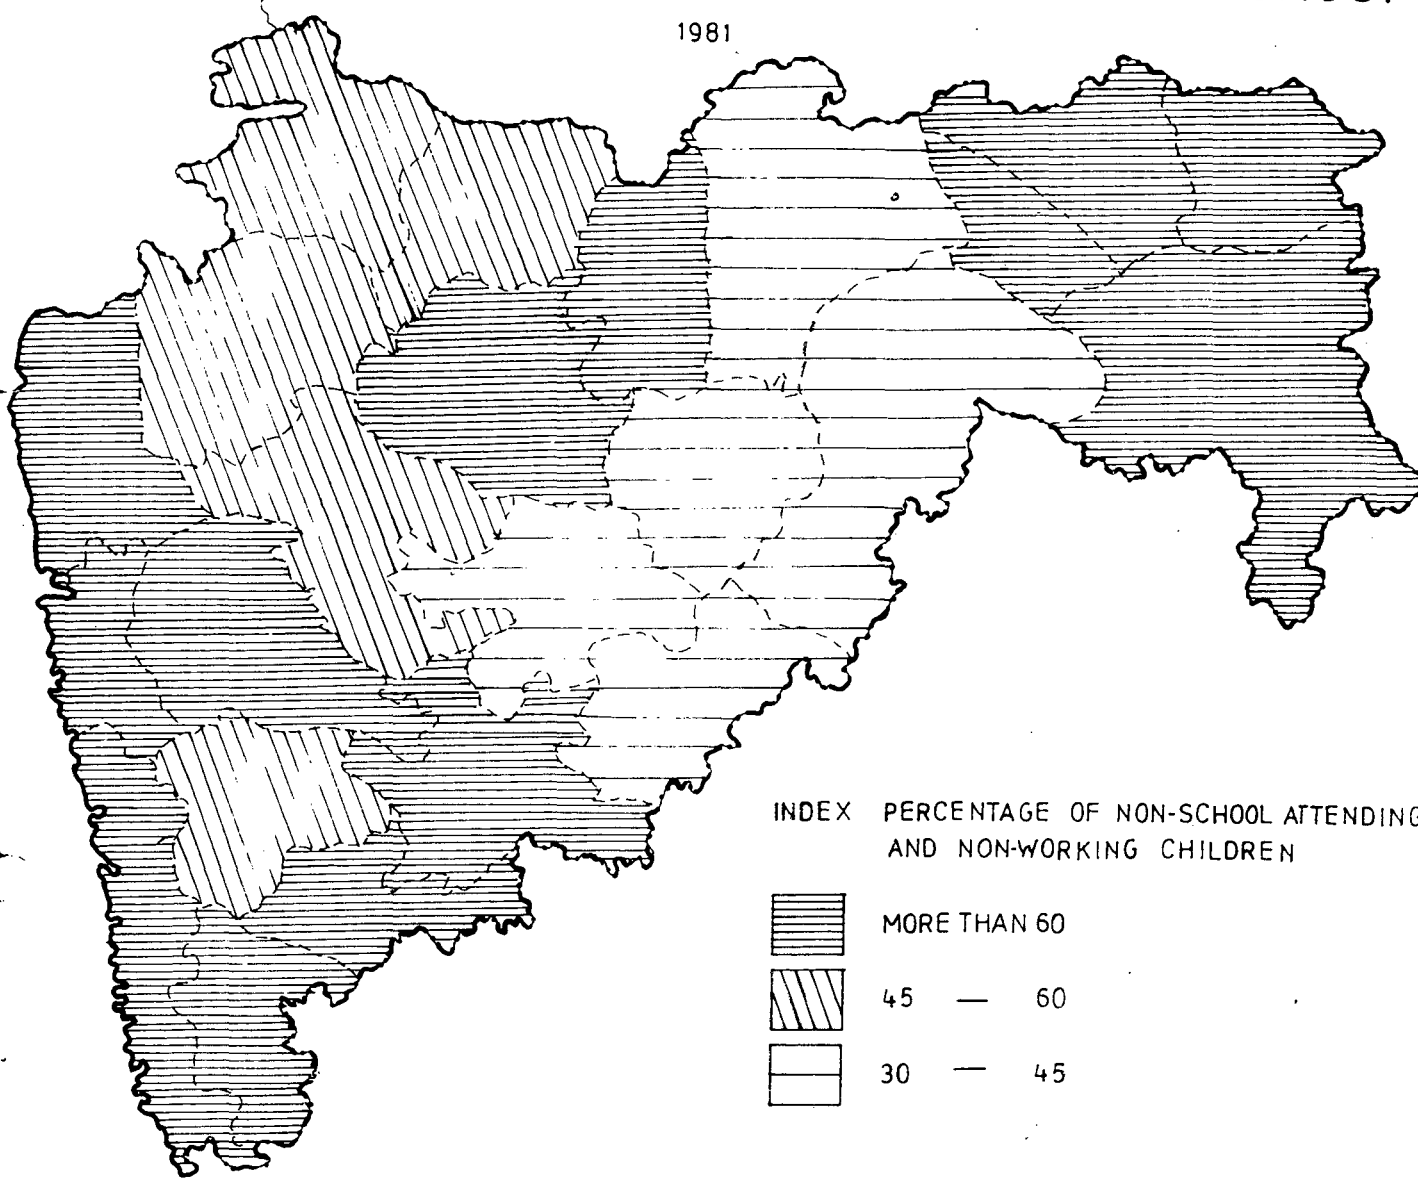 1981
INDEX PERCENTAGE OF NON-SCHOOL ATTENDING
AND NON-WORKING CHILDREN
MORE THAN 60
45 — 60
30 — 45